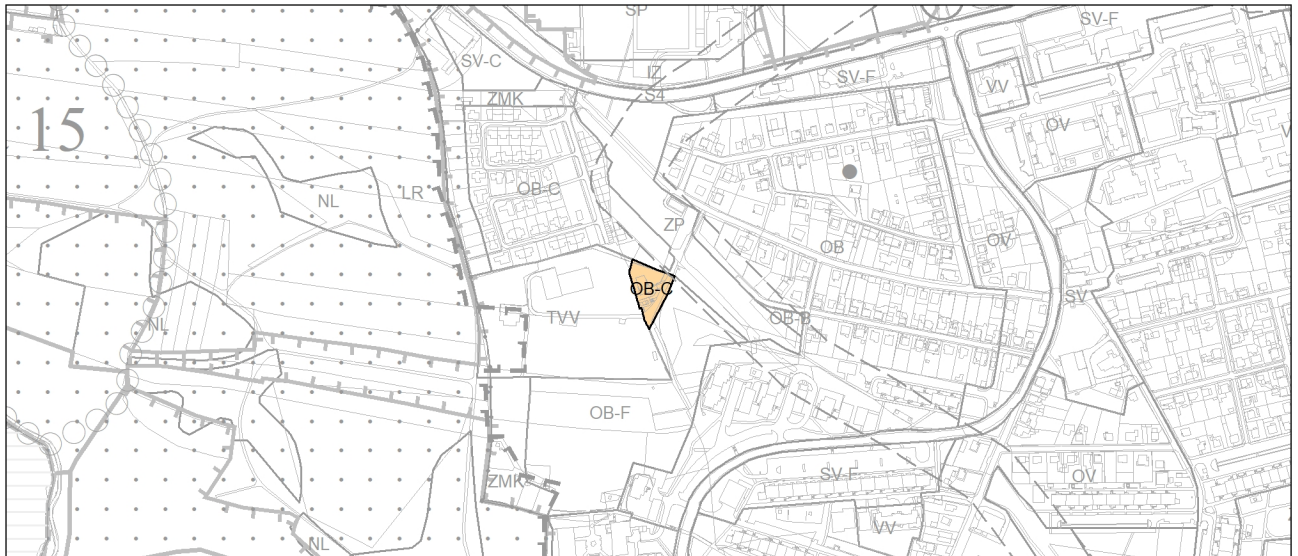 SP
SV-F
SV-C
IZ
S4
SV-F
VV
ZMK
OV
V
15
NL
LR
OB-C
ZP
OB
OV
OB-C
SV
TVV
OB-B
NL
OB-F
SV-F
OV
ZMK
VV
NL